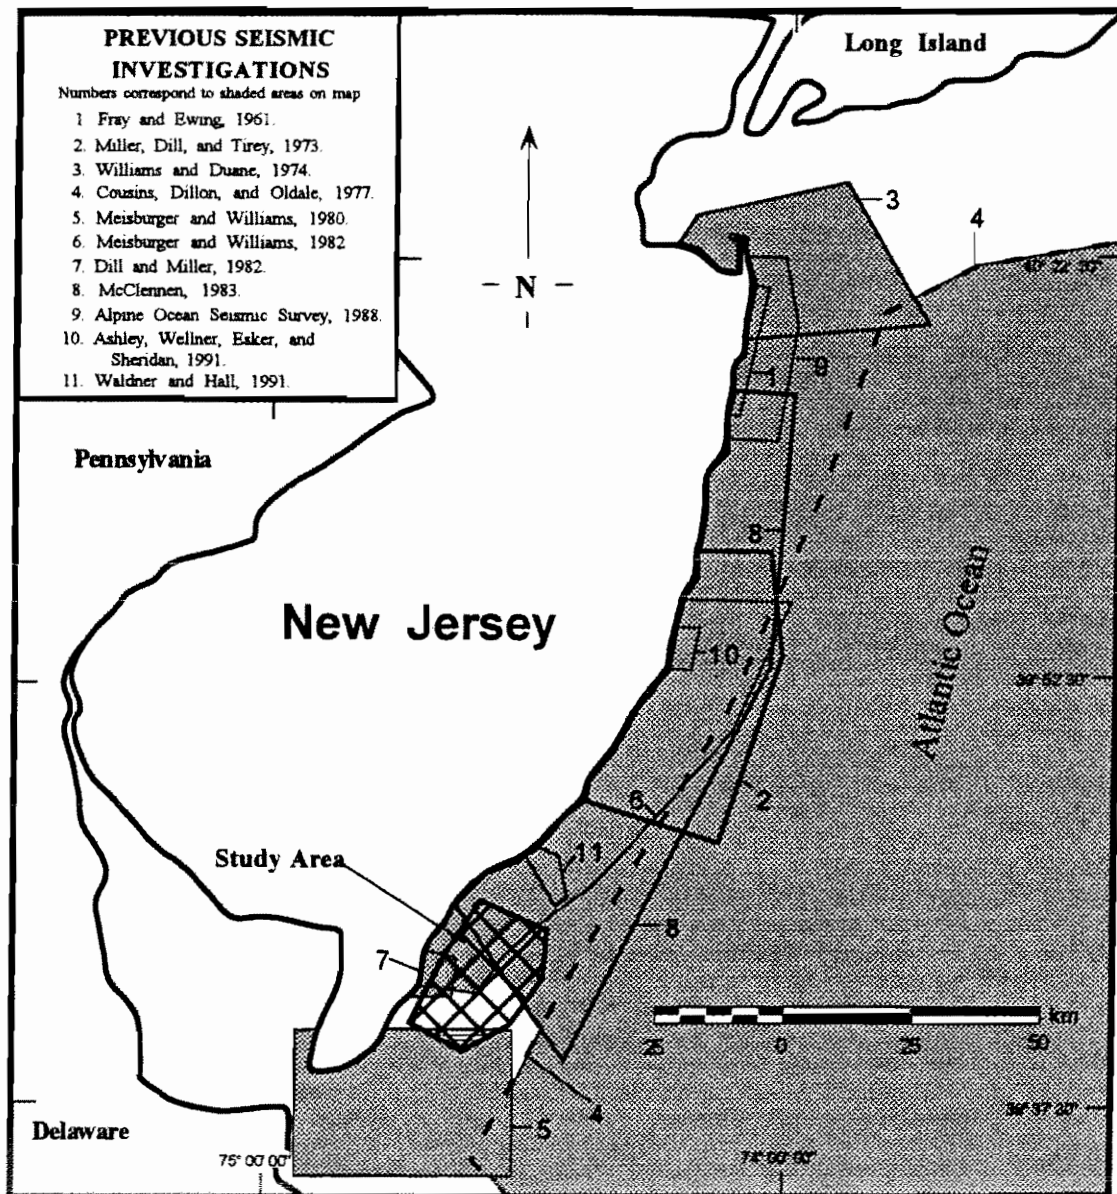 PREVIOUS SEISMIC
INVESTIGATIONS
Numbers correspond to shaded areas on map
1 Fray and Ewing, 1961.
2. Miller, Dill, and Tirey, 1973.
3. Williams and Duane, 1974.
4. Cousins, Dillon, and Oldale, 1977.
5. Meisburger and Williams, 1980.
6. Meisburger and Williams, 1982
7. Dill and Miller, 1982.
8. McClennen, 1983.
9. Alpine Ocean Seismic Survey, 1988.
10. Ashley, Wellner, Esker, and
Sheridan, 1991.
11. Waldner and Hall, 1991.
Long Island
3
4
40° 22' 30"
- N -
9
1
Pennsylvania
8
New Jersey
10
Atlantic Ocean
2
6
11
Study Area
8
7
km
25 0 25 50
4
5
Delaware
75° 00' 00"
74° 00' 00"